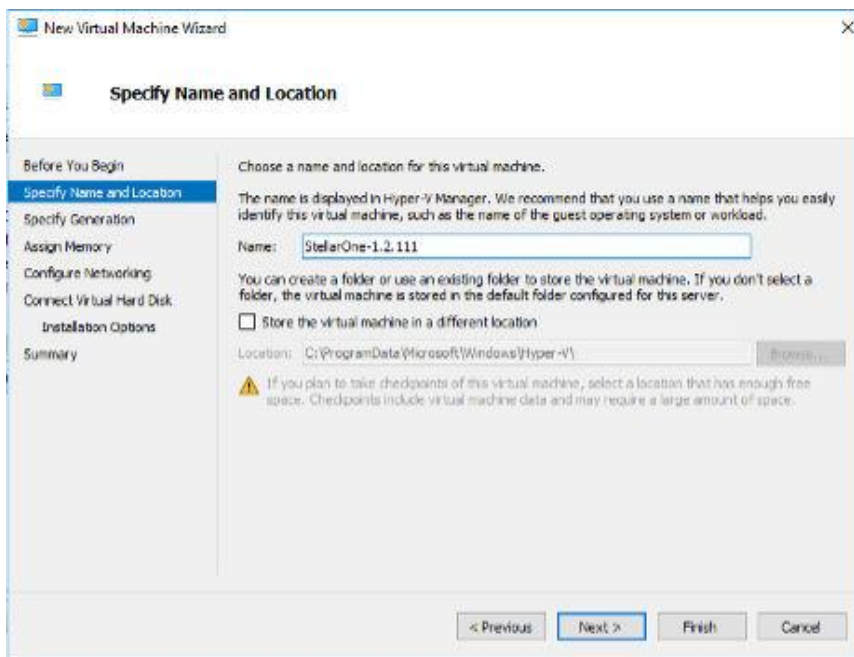 New Virtual Machine Wizard
Specify Name and Location
Before You Begin
Specify Name and Location
Specify Generation
Assign Memory
Configure Networking
Connect Virtual Hard Disk
Installation Options
Summary
Choose a name and location for this virtual machine.
The name is displayed in Hyper-V Manager. We recommend that you use a name that helps you easily
identify this virtual machine, such as the name of the guest operating system or workload.
Name: StellarOne-1.2.111
You can create a folder or use an existing folder to store the virtual machine. If you don't select a
folder, the virtual machine is stored in the default folder configured for this server.
Store the virtual machine in a different location
Location: C:\ProgramData\Microsoft\Windows\Hyper-V\ Browse...
If you plan to take checkpoints of this virtual machine, select a location that has enough free
space. Checkpoints include virtual machine data and may require a large amount of space.
< Previous Next > Finish Cancel